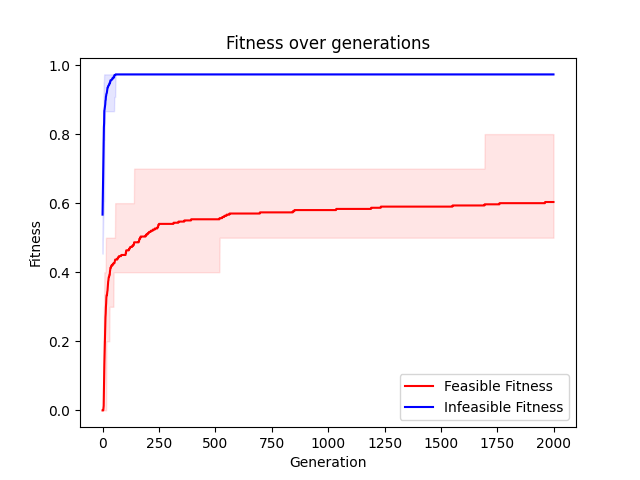 Fitness over generations
1.0
0.8
0.6
0.4
0.2
0.0
Fitness
Feasible Fitness
Infeasible Fitness
0 250 500 750 1000 1250 1500 1750 2000
Generation